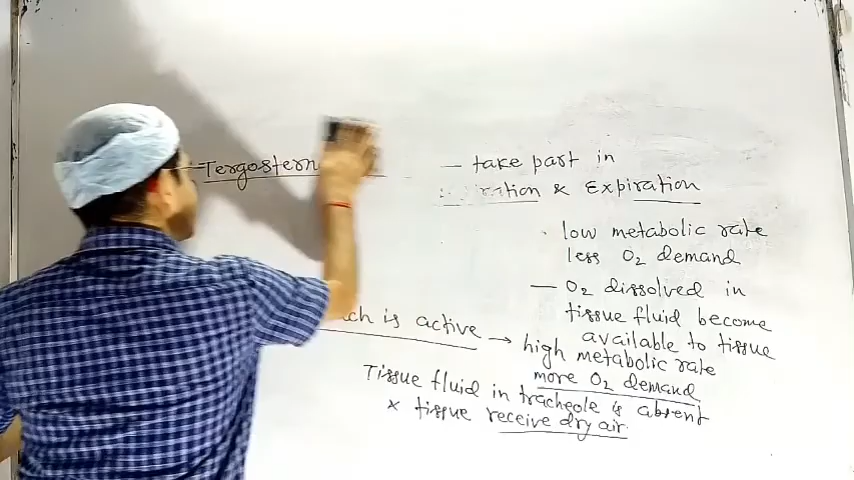 Tergostern
— take part in
ration & Expiration
low metabolic rate
less O₂ demand
— O₂ dissolved in
tissue fluid become
available to tissue
ch is active → high metabolic rate
more O₂ demand
Tissue fluid in tracheole is absent
× tissue receive dry air